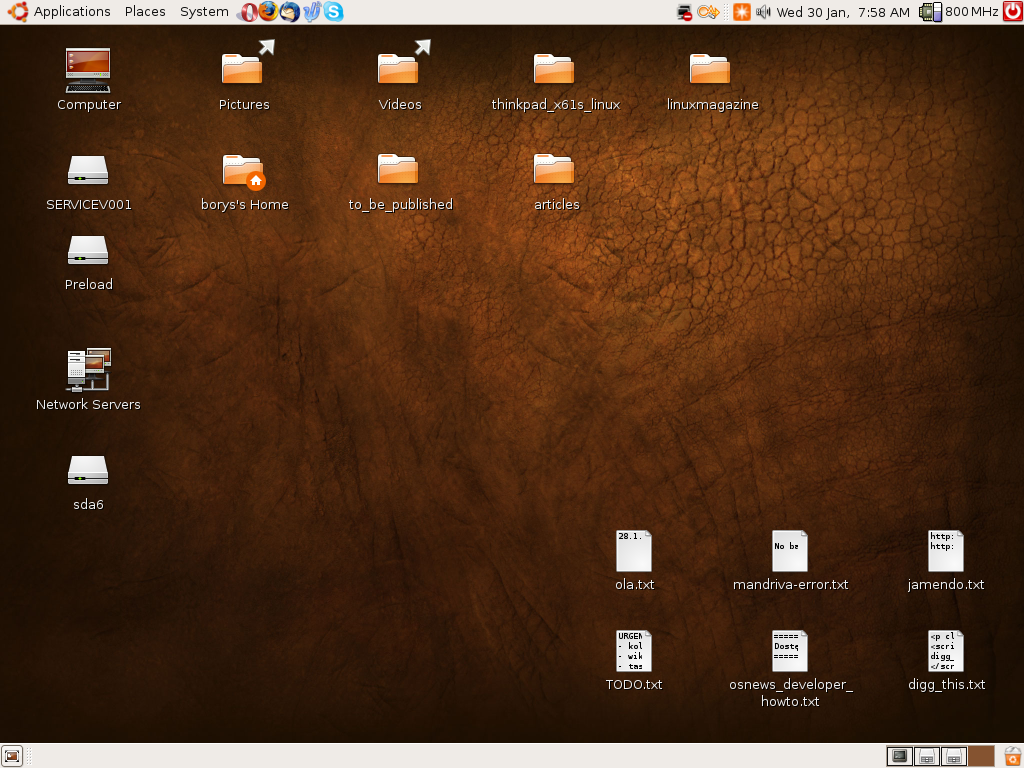 Applications Places System Wed 30 Jan, 7:58 AM 800 MHz
Computer Pictures Videos thinkpad_x61s_linux linuxmagazine
SERVICEV001 borys's Home to_be_published articles
Preload
Network Servers
sda6
28.1. No ba http:
http:
ola.txt mandriva-error.txt jamendo.txt
URGEN ===== <p cl
- kol Dostę <scri
- wik ===== digg_
- tas </scr
TODO.txt osnews_developer_ digg_this.txt
howto.txt